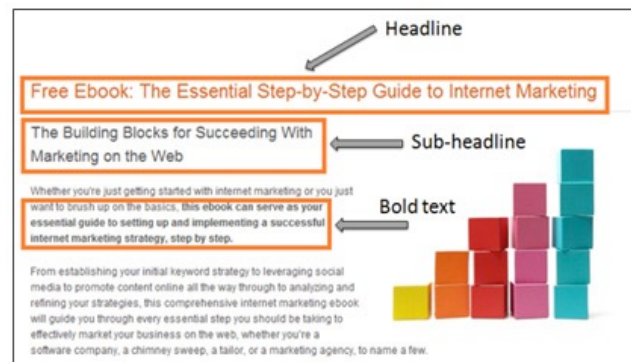 Headline
Free Ebook: The Essential Step-by-Step Guide to Internet Marketing
The Building Blocks for Succeeding With
Marketing on the Web
Sub-headline
Whether you're just getting started with internet marketing or you just
want to brush up on the basics, this ebook can serve as your
essential guide to setting up and implementing a successful
internet marketing strategy, step by step.
Bold text
From establishing your initial keyword strategy to leveraging social
media to promote content online all the way through to analyzing and
refining your strategies, this comprehensive internet marketing ebook
will guide you through every essential step you should be taking to
effectively market your business on the web, whether you're a
software company, a chimney sweep, a tailor, or a marketing agency, to name a few.